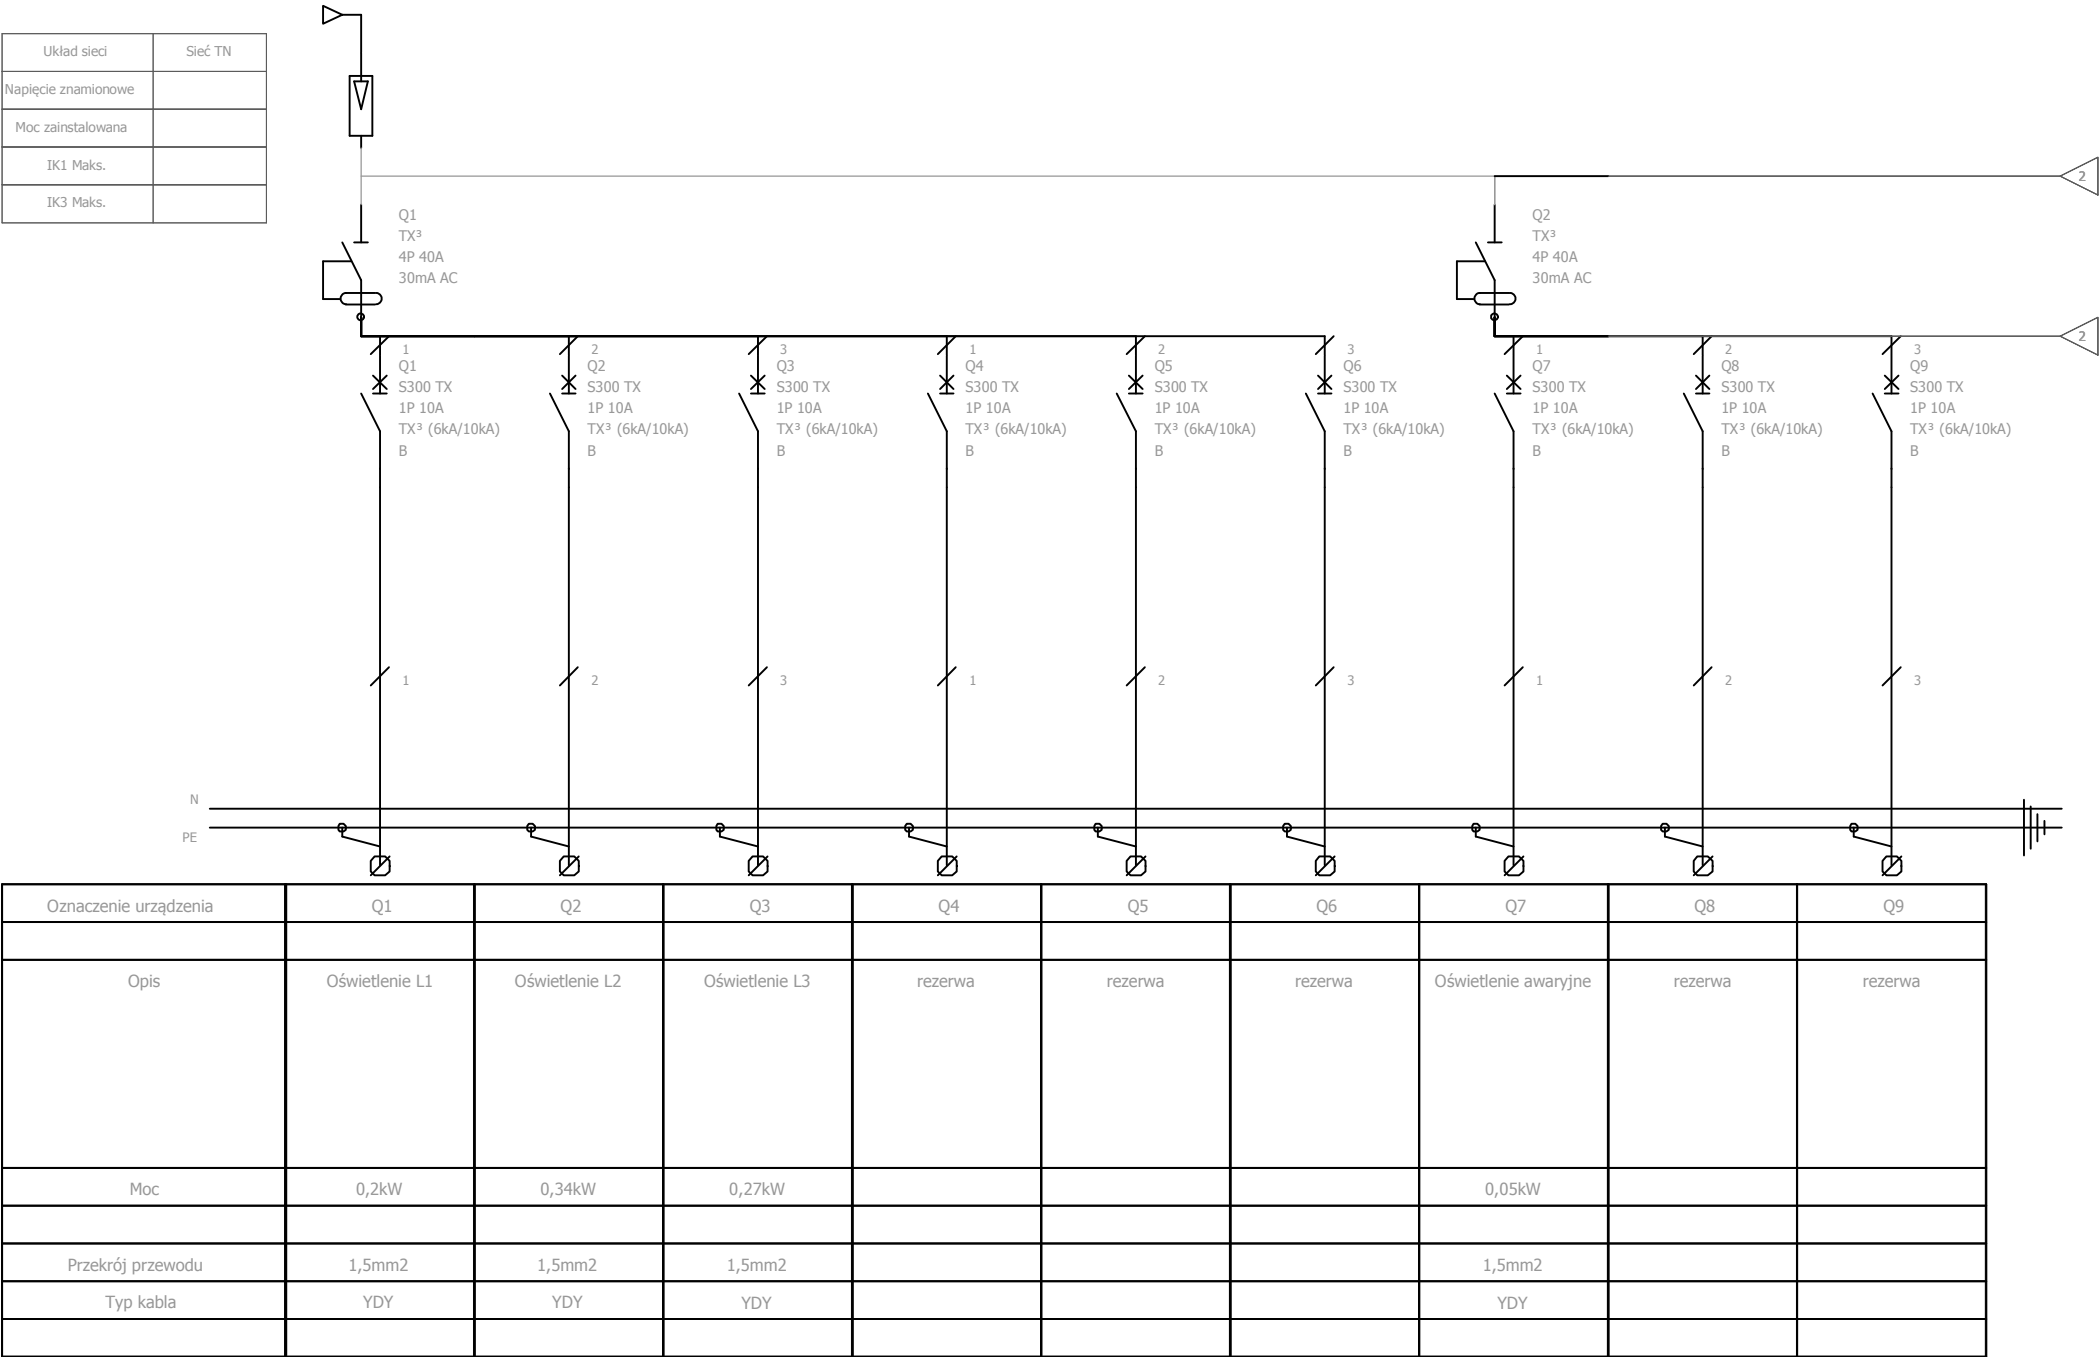 Układ sieci Sieć TN
Napięcie znamionowe
Moc zainstalowana
IK1 Maks.
IK3 Maks.
2
Q1
TX³
4P 40A
30mA AC
Q2
TX³
4P 40A
30mA AC
2
1
Q1
S300 TX
1P 10A
TX³ (6kA/10kA)
B
2
Q2
S300 TX
1P 10A
TX³ (6kA/10kA)
B
3
Q3
S300 TX
1P 10A
TX³ (6kA/10kA)
B
1
Q4
S300 TX
1P 10A
TX³ (6kA/10kA)
B
2
Q5
S300 TX
1P 10A
TX³ (6kA/10kA)
B
3
Q6
S300 TX
1P 10A
TX³ (6kA/10kA)
B
1
Q7
S300 TX
1P 10A
TX³ (6kA/10kA)
B
2
Q8
S300 TX
1P 10A
TX³ (6kA/10kA)
B
3
Q9
S300 TX
1P 10A
TX³ (6kA/10kA)
B
1 2 3 1 2 3 1 2 3
N
PE
Oznaczenie urządzenia Q1 Q2 Q3 Q4 Q5 Q6 Q7 Q8 Q9
Opis Oświetlenie L1 Oświetlenie L2 Oświetlenie L3 rezerwa rezerwa rezerwa Oświetlenie awaryjne rezerwa rezerwa
Moc 0,2kW 0,34kW 0,27kW 0,05kW
Przekrój przewodu 1,5mm2 1,5mm2 1,5mm2 1,5mm2
Typ kabla YDY YDY YDY YDY